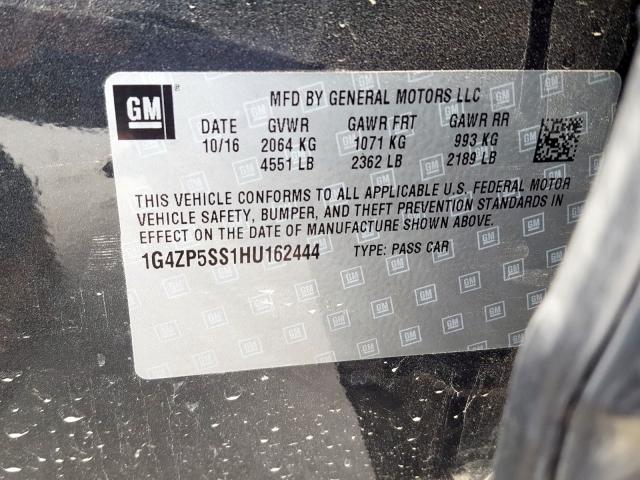 GM
MFD BY GENERAL MOTORS LLC
DATE GVWR GAWR FRT GAWR RR
10/16 2064 KG 1071 KG 993 KG
4551 LB 2362 LB 2189 LB
THIS VEHICLE CONFORMS TO ALL APPLICABLE U.S. FEDERAL MOTOR
VEHICLE SAFETY, BUMPER, AND THEFT PREVENTION STANDARDS IN
EFFECT ON THE DATE OF MANUFACTURE SHOWN ABOVE.
1G4ZP5SS1HU162444 TYPE: PASS CAR